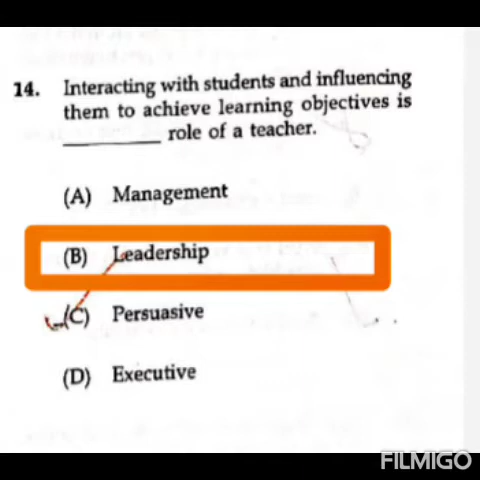 14. Interacting with students and influencing
them to achieve learning objectives is
__________ role of a teacher.
(A) Management
(B) Leadership
(C) Persuasive
(D) Executive
FILMIGO